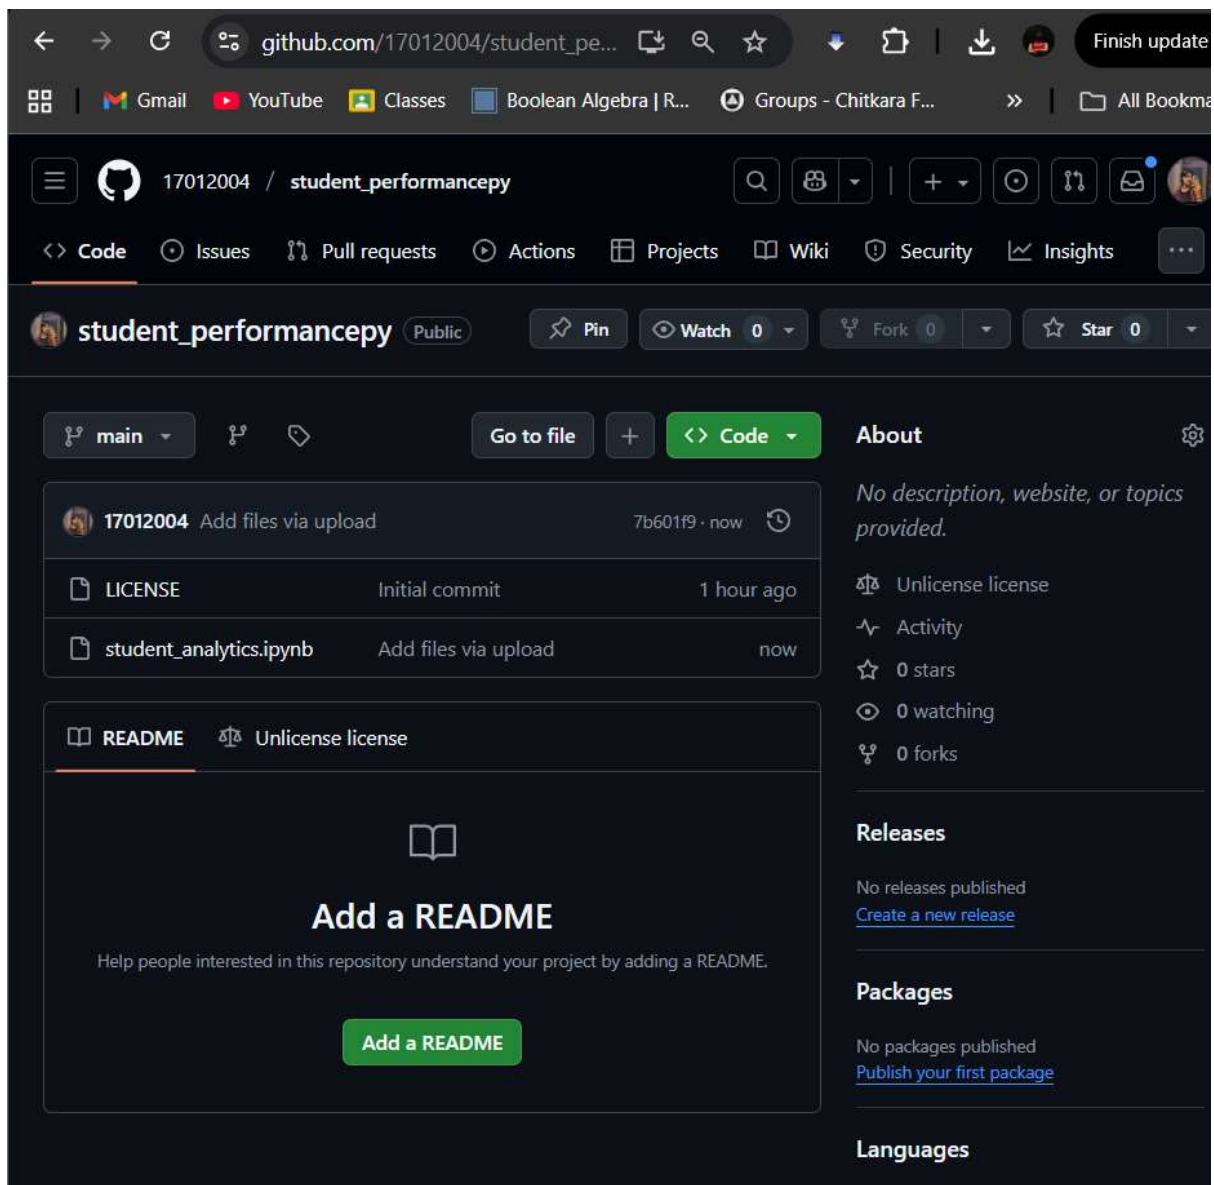 github.com/17012004/student_pe...
Finish update
Gmail YouTube Classes Boolean Algebra | R... Groups - Chitkara F... » All Bookma
17012004 / student_performancepy
Code Issues Pull requests Actions Projects Wiki Security Insights ...
student_performancepy Public Pin Watch 0 Fork 0 Star 0
main Go to file Code
About
17012004 Add files via upload 7b601f9 · now
LICENSE Initial commit 1 hour ago
student_analytics.ipynb Add files via upload now
README Unlicense license
Add a README
Help people interested in this repository understand your project by adding a README.
Add a README
No description, website, or topics
provided.
Unlicense license
Activity
0 stars
0 watching
0 forks
Releases
No releases published
Create a new release
Packages
No packages published
Publish your first package
Languages